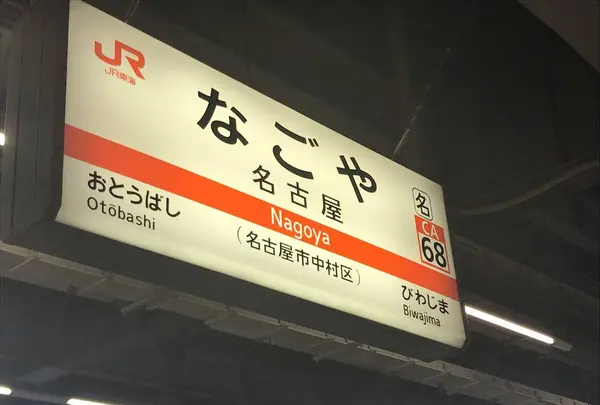 JR
JR東海
なごや
名古屋
名
CA
68
Nagoya
(名古屋市中村区)
おとうばし
Otōbashi
びわじま
Biwajima